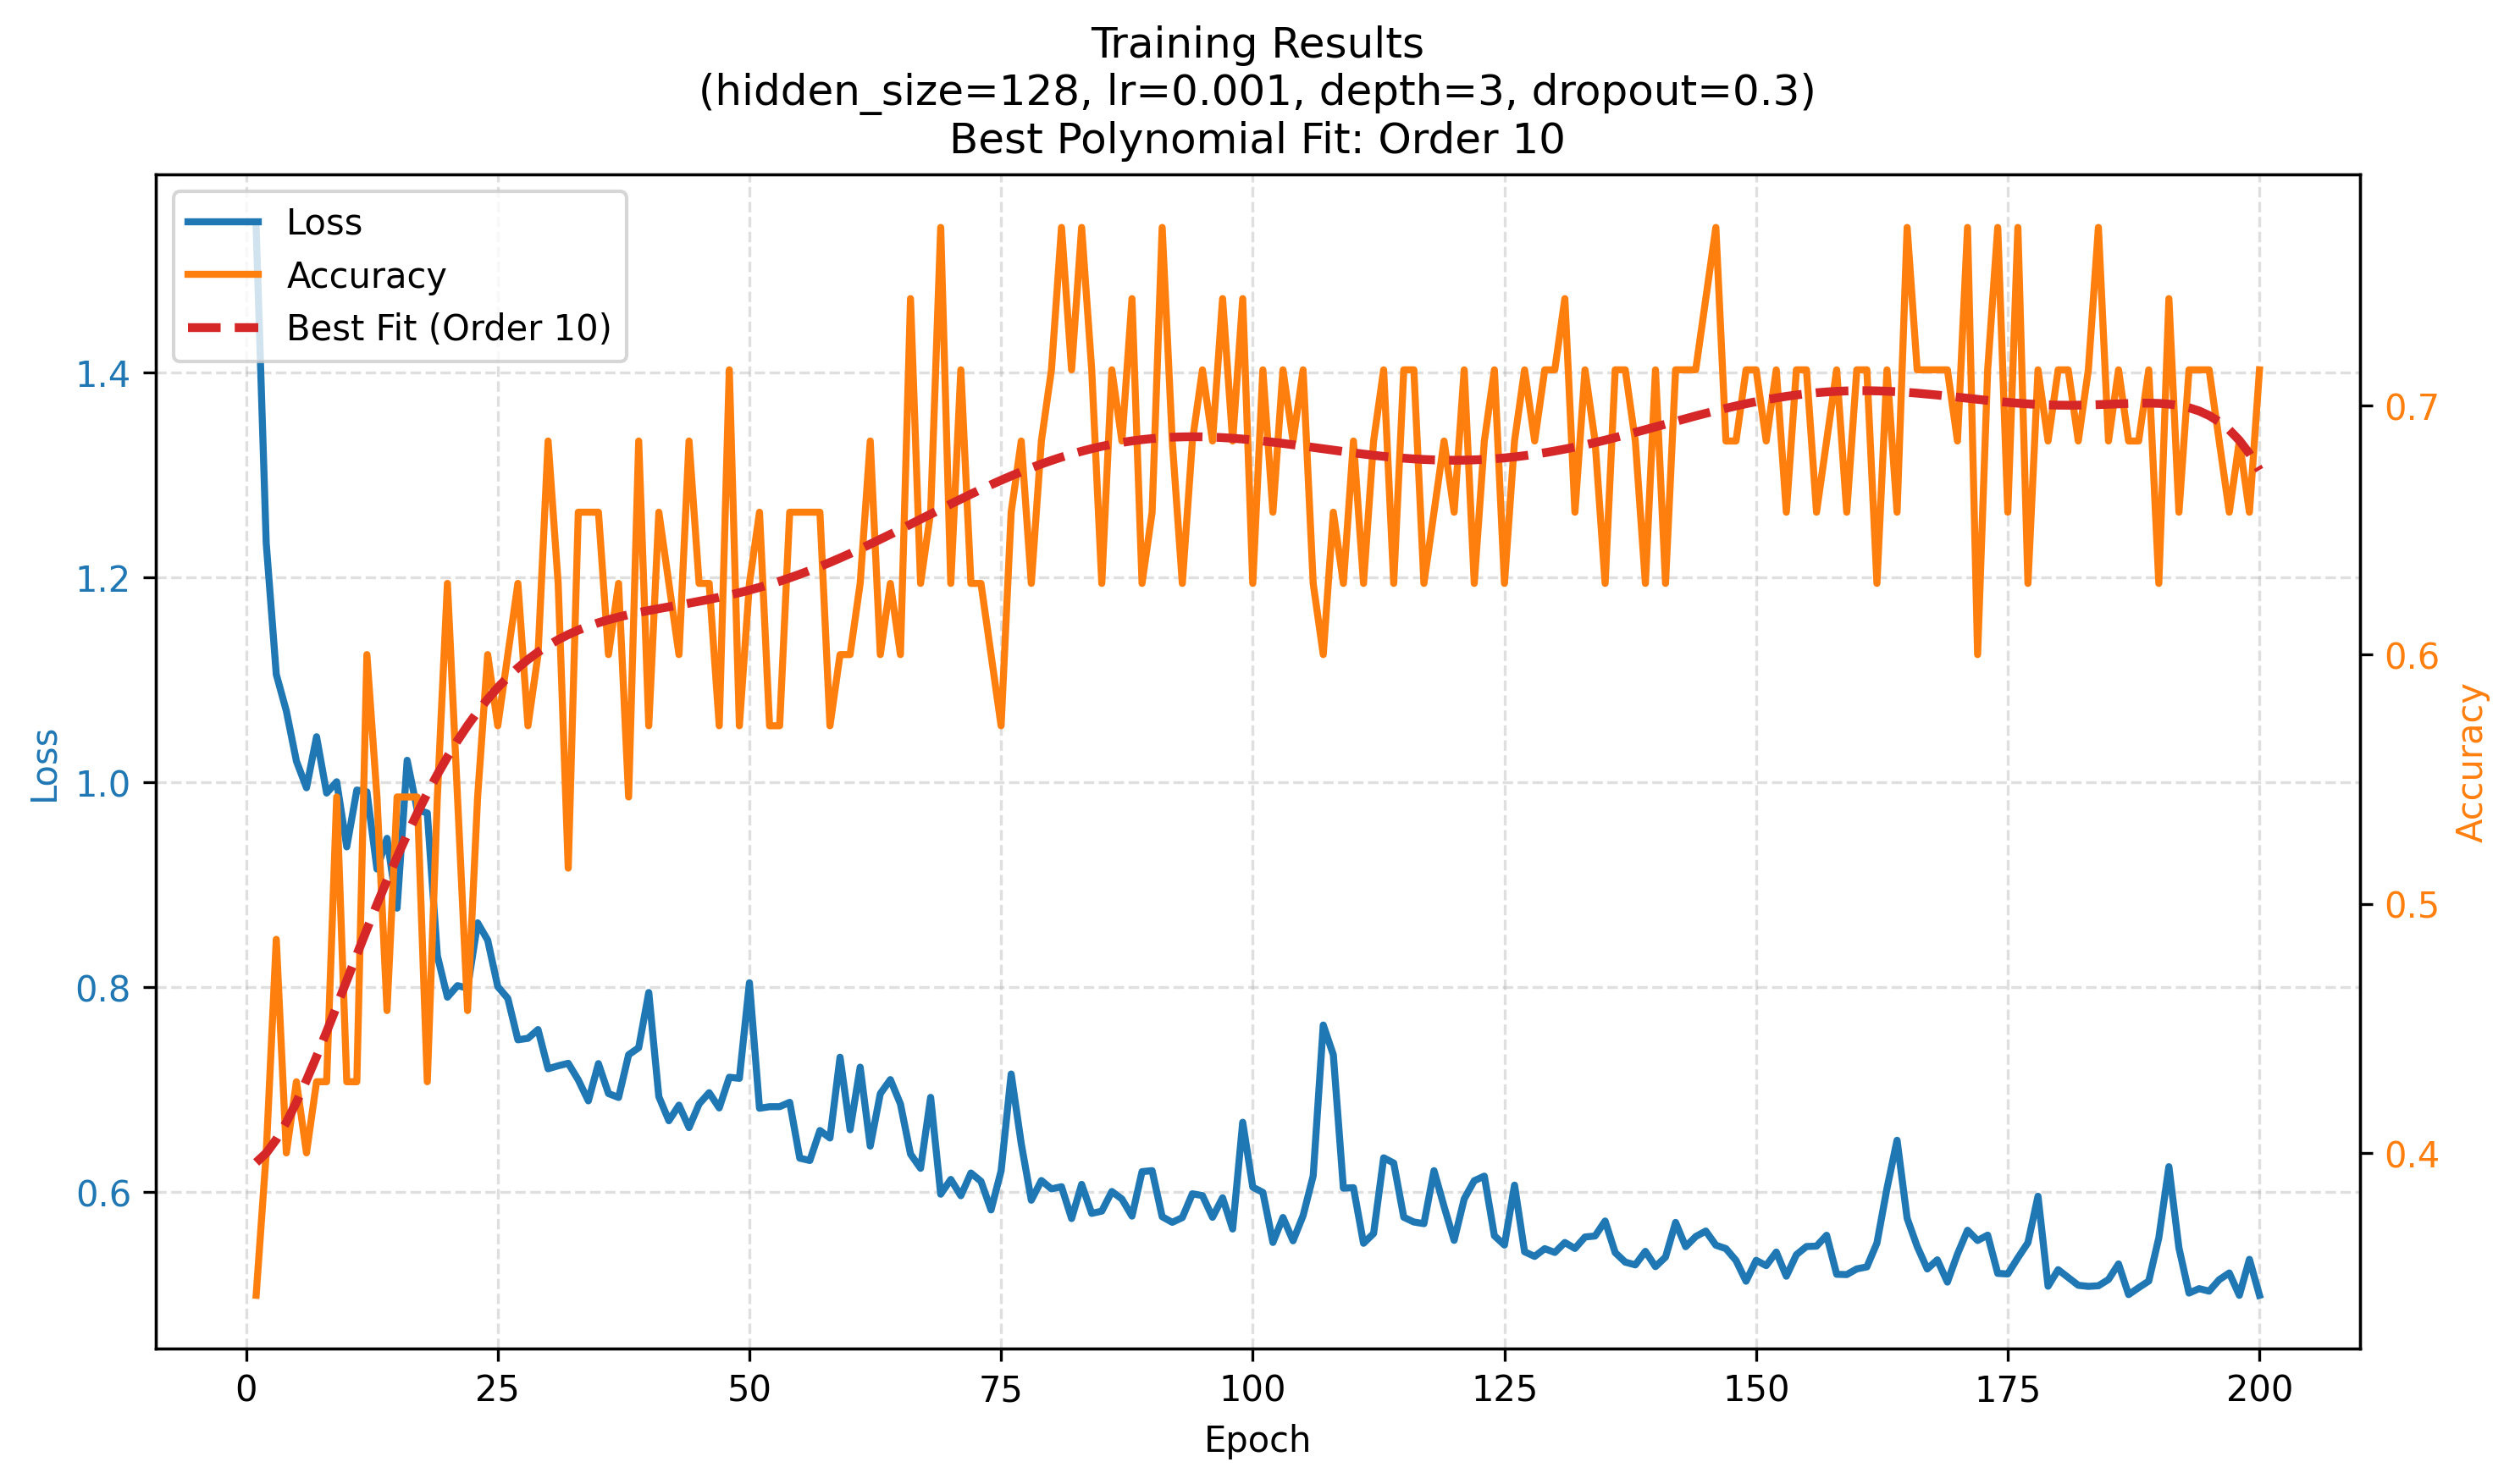 Training Results
(hidden_size=128, lr=0.001, depth=3, dropout=0.3)
Best Polynomial Fit: Order 10
Loss
Accuracy
Best Fit (Order 10)
1.4
1.2
1.0
0.8
0.6
Loss
0.7
0.6
0.5
0.4
Accuracy
0 25 50 75 100 125 150 175 200
Epoch